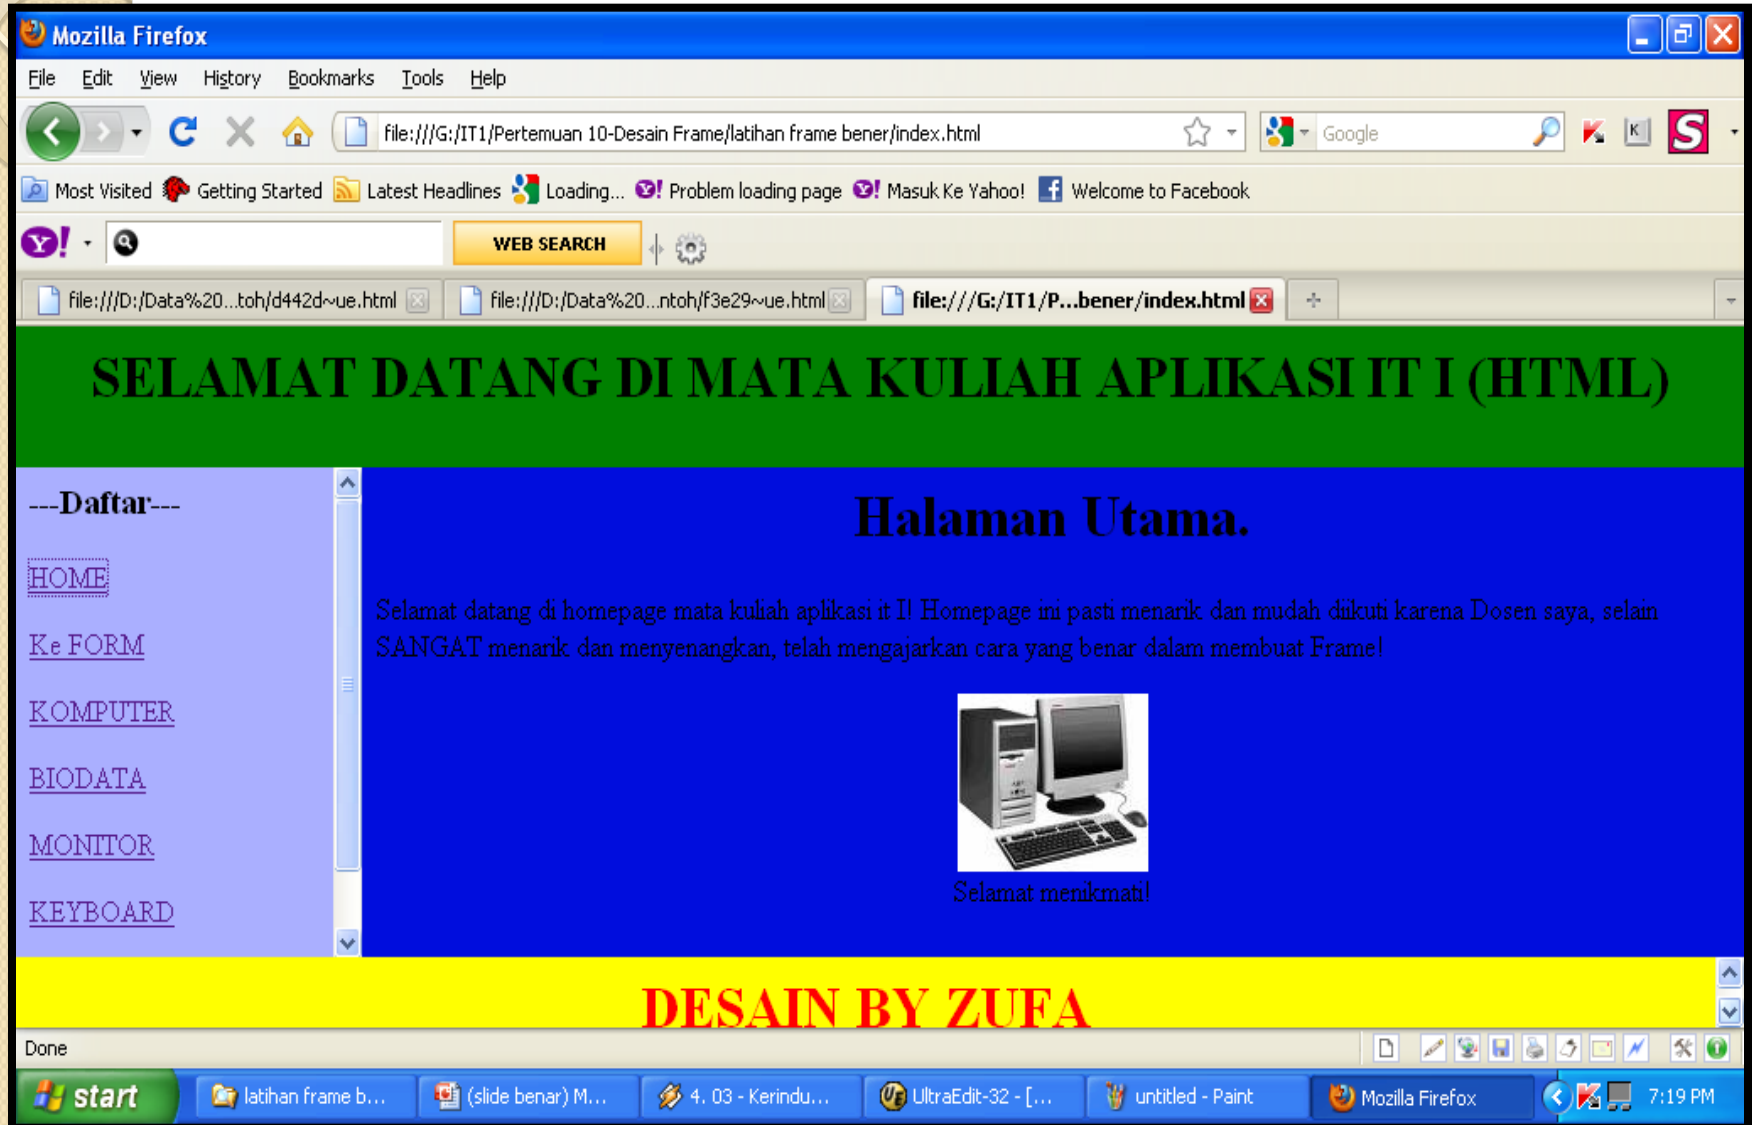 Mozilla Firefox
File Edit View History Bookmarks Tools Help
file:///G:/IT1/Pertemuan 10-Desain Frame/latihan frame bener/index.html Google K S
Most Visited Getting Started Latest Headlines Loading... Problem loading page Masuk Ke Yahoo! Welcome to Facebook
Y! WEB SEARCH
file:///D:/Data%20...toh/d442d~ue.html file:///D:/Data%20...ntoh/f3e29~ue.html file:///G:/IT1/P...bener/index.html
SELAMAT DATANG DI MATA KULIAH APLIKASI IT I (HTML)
---Daftar---
HOME
Ke FORM
KOMPUTER
BIODATA
MONITOR
KEYBOARD
Halaman Utama.
Selamat datang di homepage mata kuliah aplikasi it I! Homepage ini pasti menarik dan mudah diikuti karena Dosen saya, selain
SANGAT menarik dan menyenangkan, telah mengajarkan cara yang benar dalam membuat Frame!
Selamat menikmati!
DESAIN BY ZUFA
Done
start latihan frame b... (slide benar) M... 4. 03 - Kerindu... UltraEdit-32 - [... untitled - Paint Mozilla Firefox 7:19 PM